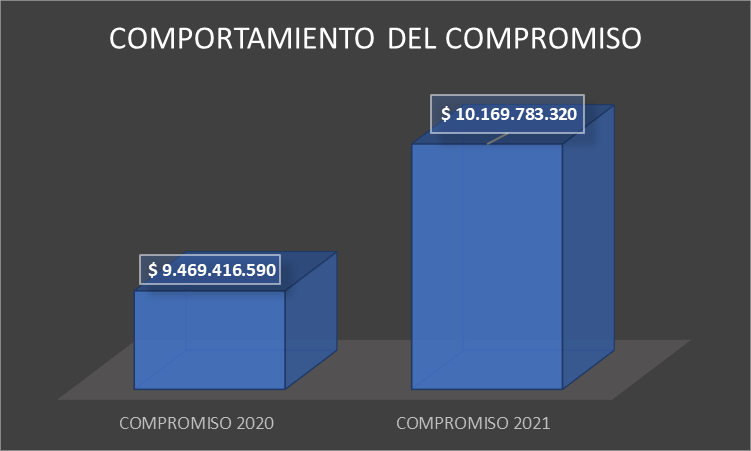 COMPORTAMIENTO DEL COMPROMISO
$ 10.169.783.320
$ 9.469.416.590
COMPROMISO 2020
COMPROMISO 2021